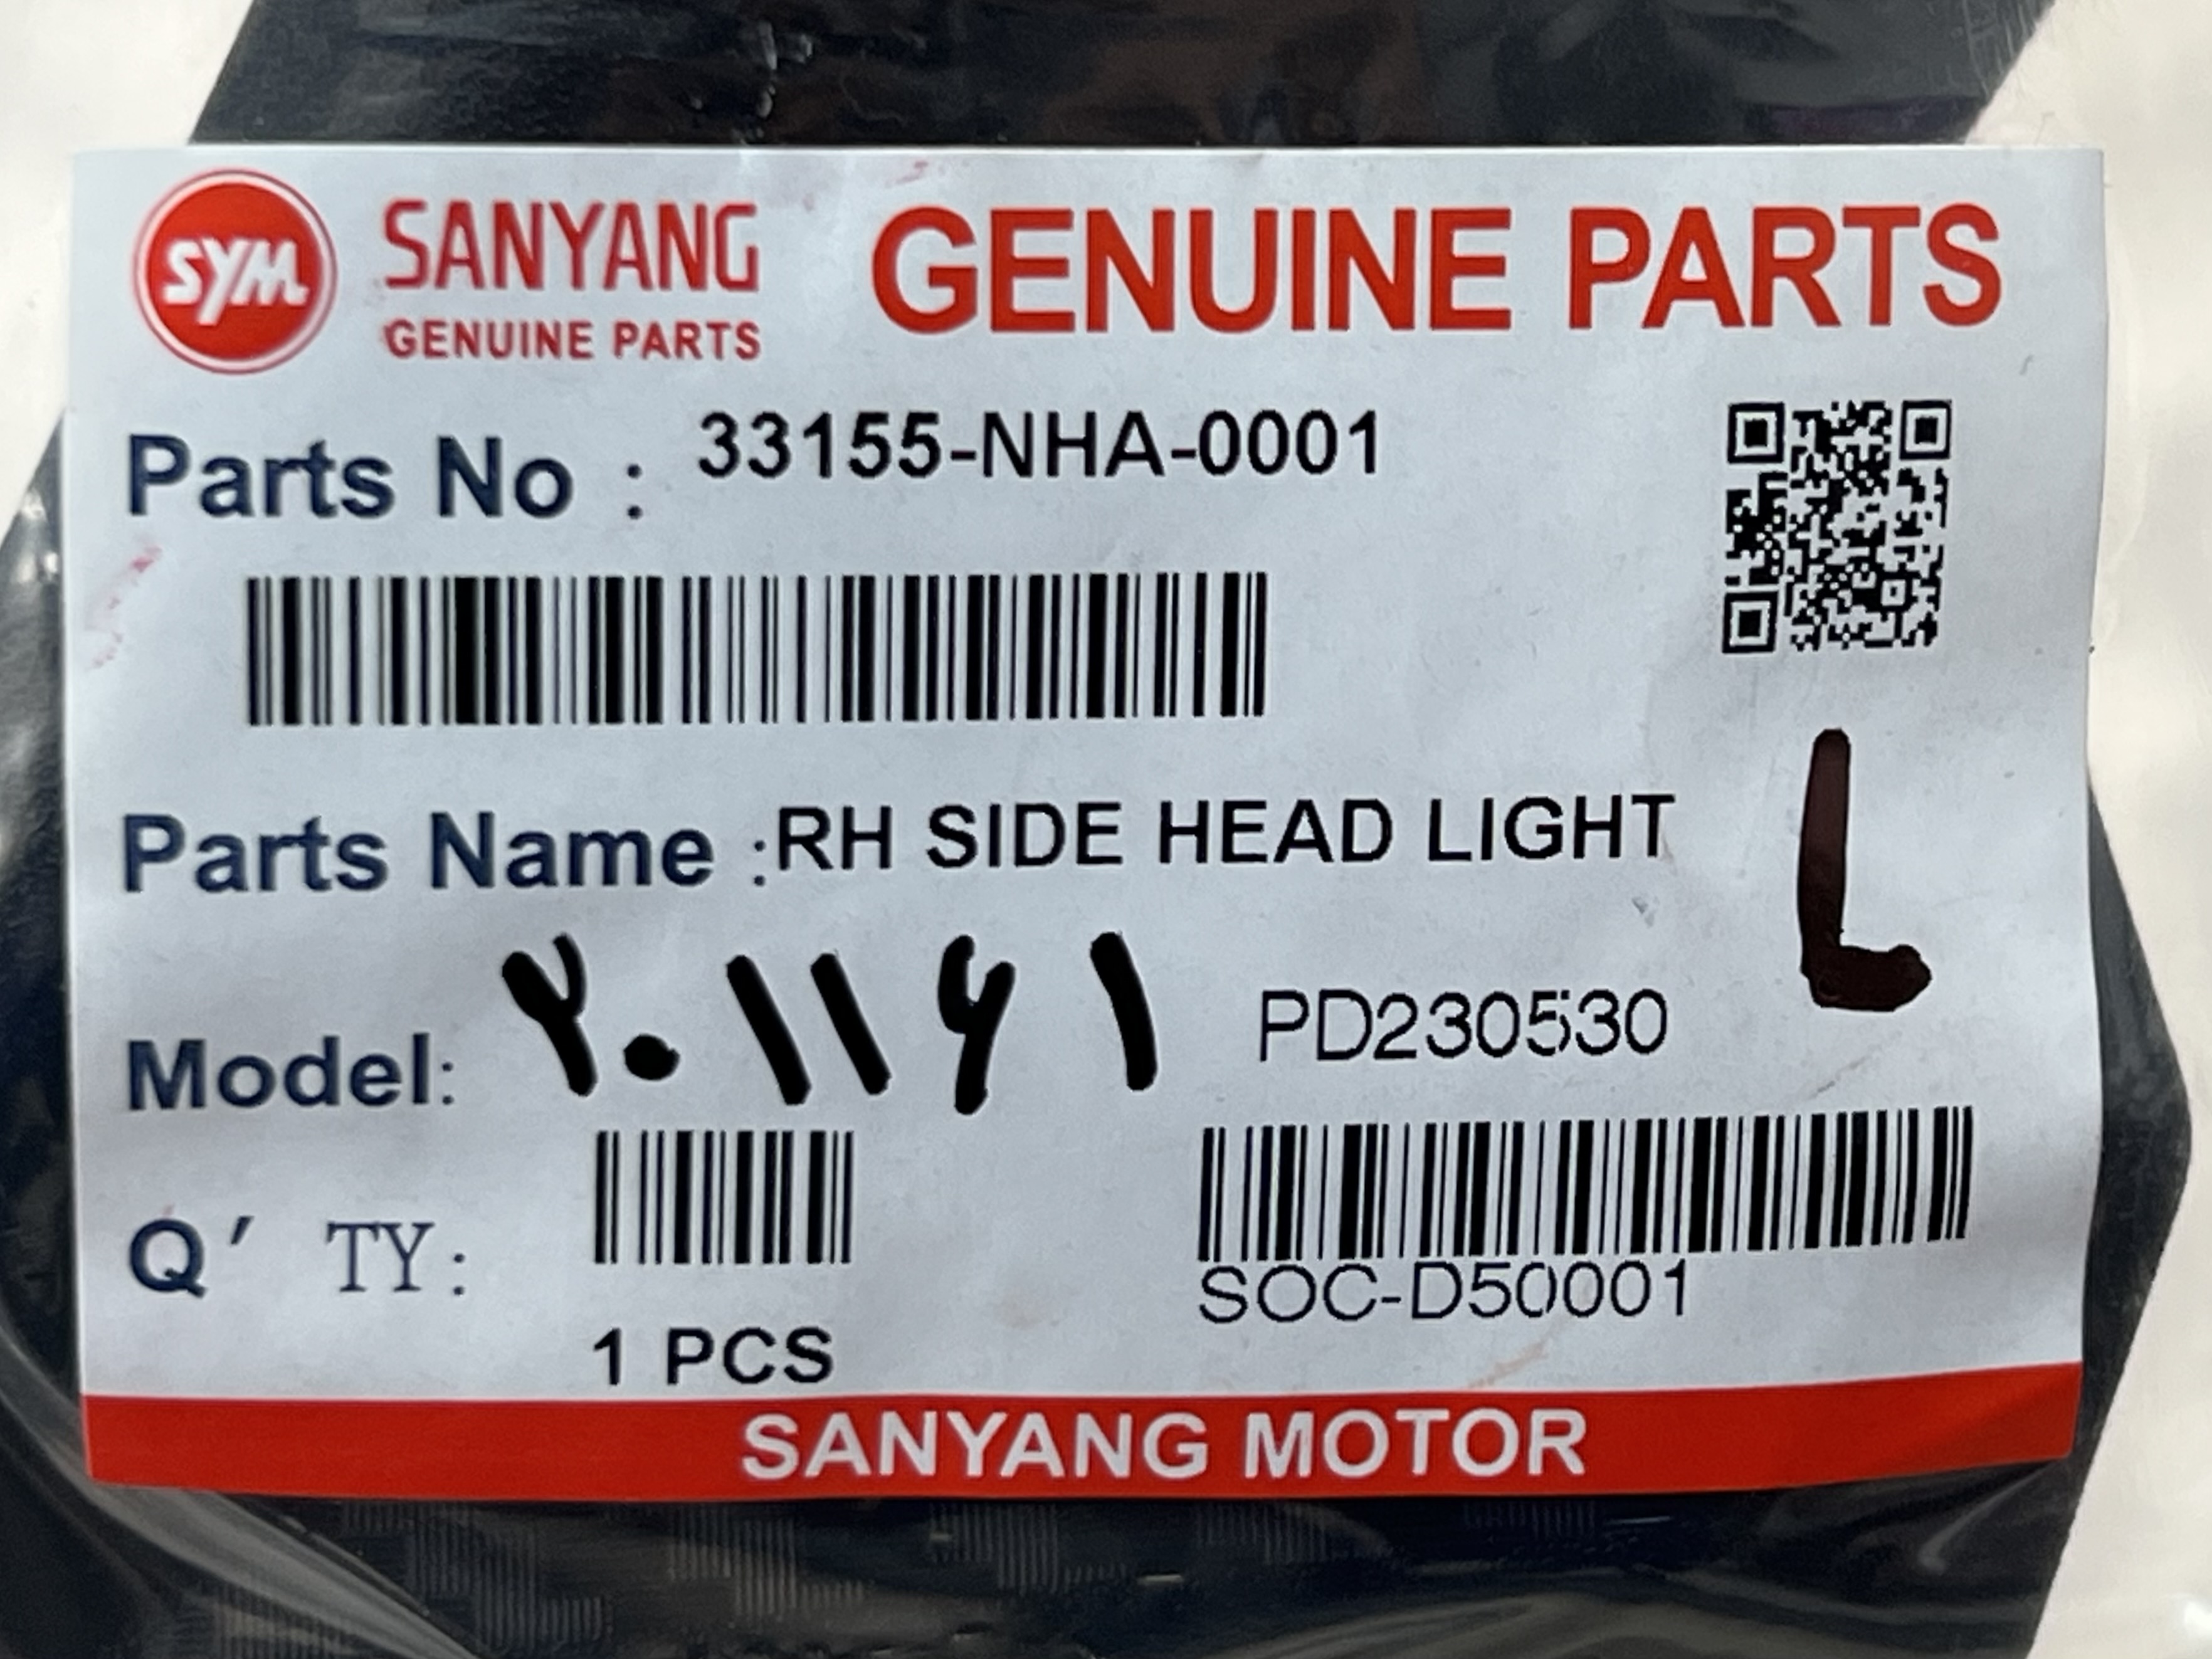 SYM SANYANG GENUINE PARTS
GENUINE PARTS
Parts No : 33155-NHA-0001
Parts Name :RH SIDE HEAD LIGHT
L
Model: ۲۰۱۱۶۱ PD230530
Q' TY:
SOC-D50001
1 PCS
SANYANG MOTOR